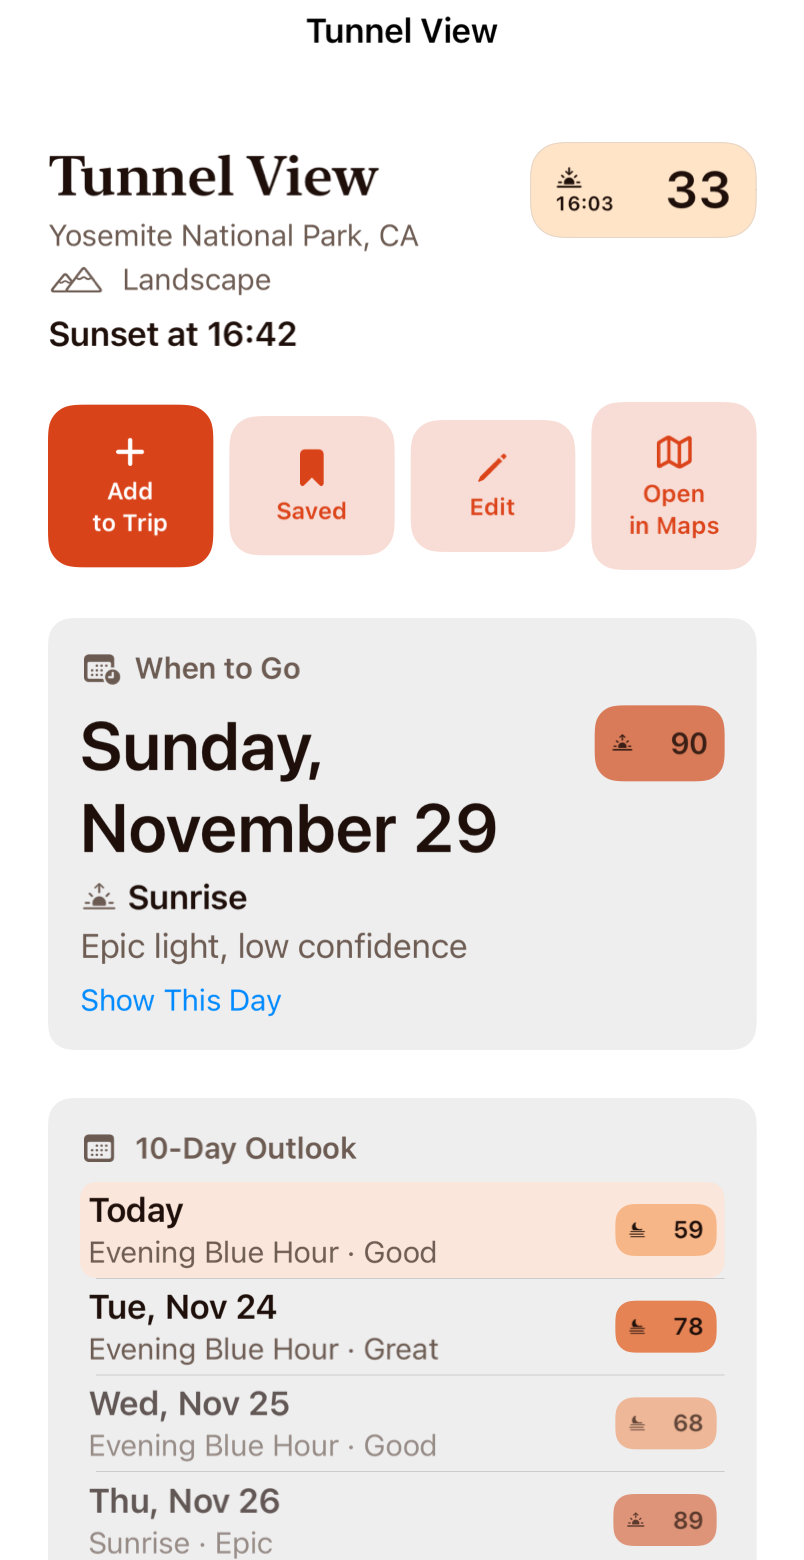 Tunnel View
Tunnel View
Yosemite National Park, CA
Landscape
Sunset at 16:42
16:03
33
Add
to Trip
Saved
Edit
Open
in Maps
When to Go
Sunday,
November 29
90
Sunrise
Epic light, low confidence
Show This Day
10-Day Outlook
Today
Evening Blue Hour · Good
59
Tue, Nov 24
Evening Blue Hour · Great
78
Wed, Nov 25
Evening Blue Hour · Good
68
Thu, Nov 26
Sunrise · Epic
89